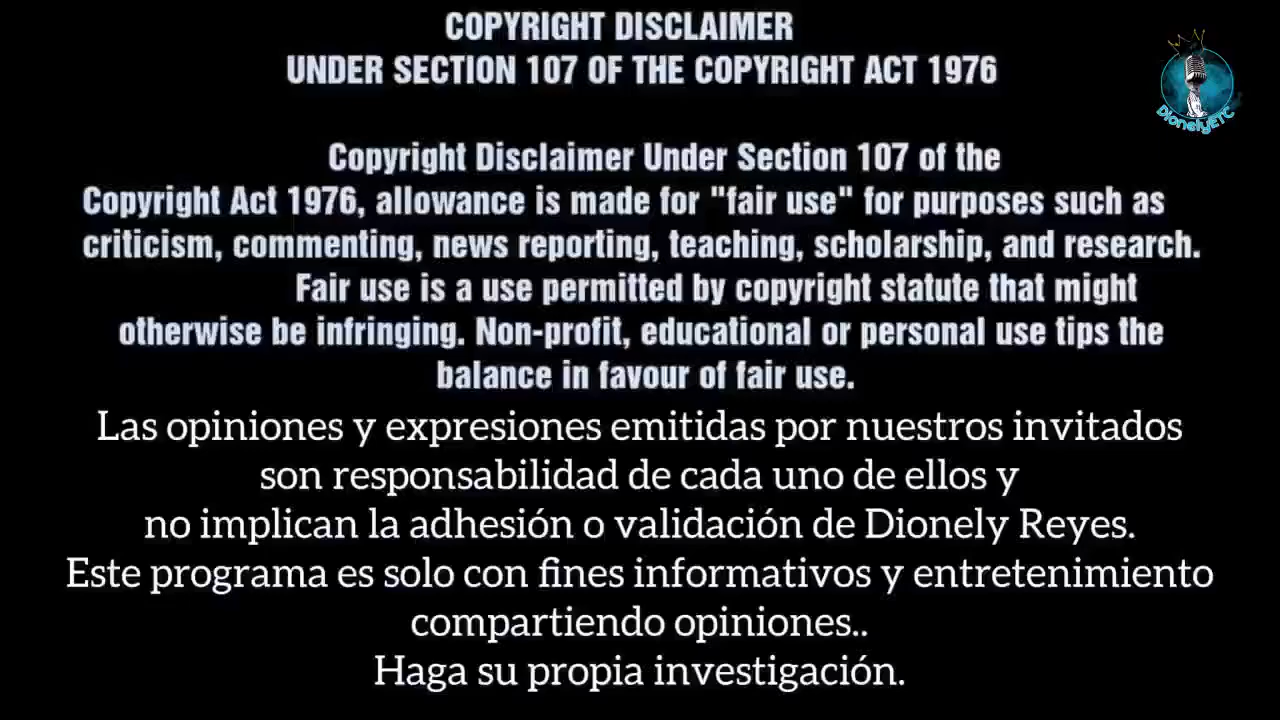 COPYRIGHT DISCLAIMER
UNDER SECTION 107 OF THE COPYRIGHT ACT 1976
DionelyETC
Copyright Disclaimer Under Section 107 of the
Copyright Act 1976, allowance is made for "fair use" for purposes such as
criticism, commenting, news reporting, teaching, scholarship, and research.
Fair use is a use permitted by copyright statute that might
otherwise be infringing. Non-profit, educational or personal use tips the
balance in favour of fair use.
Las opiniones y expresiones emitidas por nuestros invitados
son responsabilidad de cada uno de ellos y
no implican la adhesión o validación de Dionely Reyes.
Este programa es solo con fines informativos y entretenimiento
compartiendo opiniones..
Haga su propia investigación.